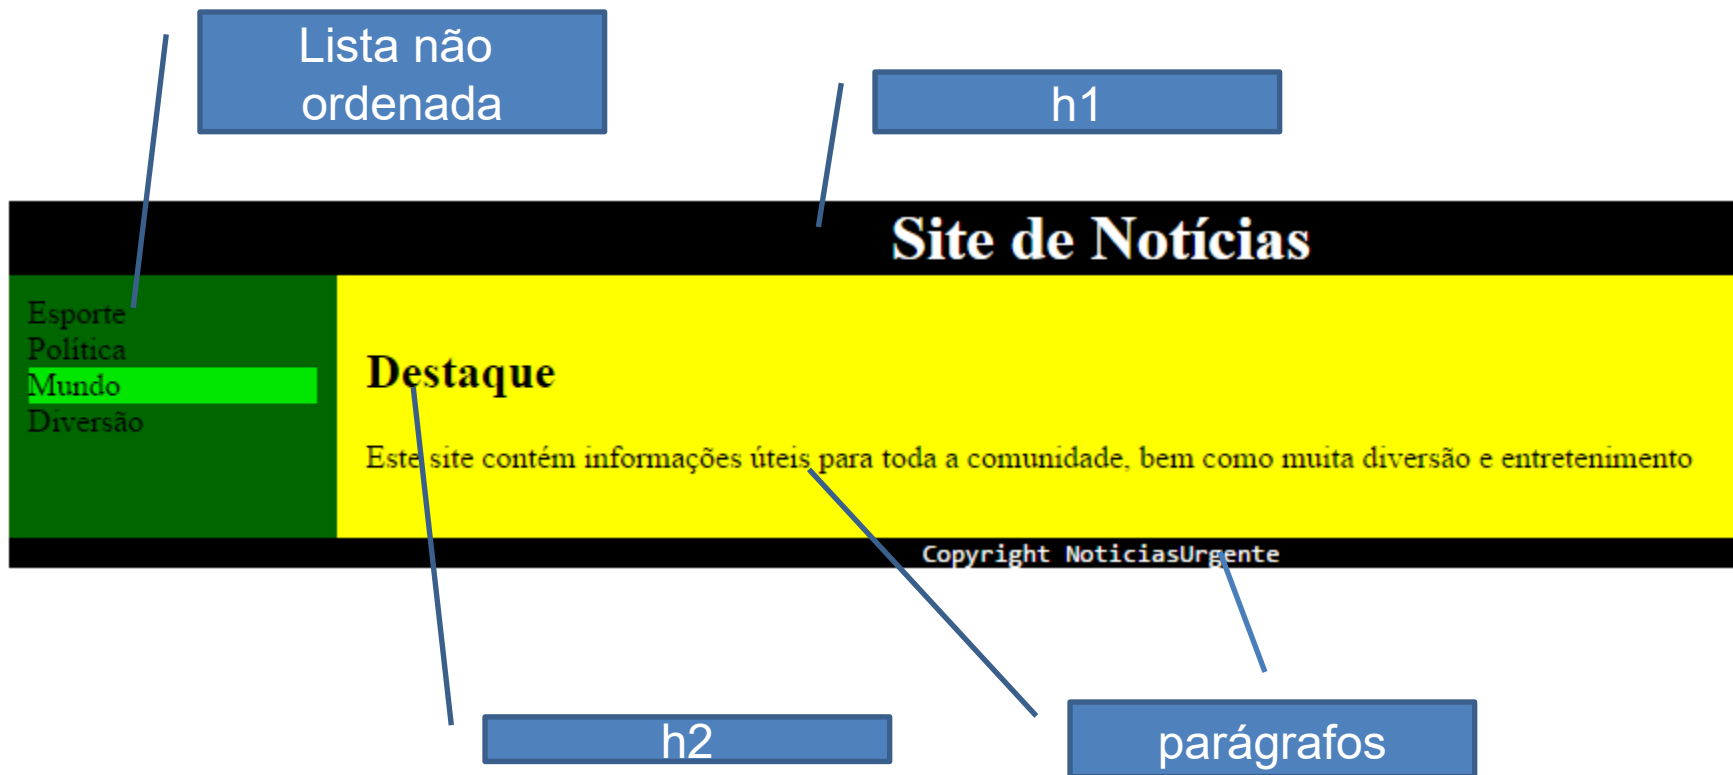 Lista não
ordenada
h1
Site de Notícias
Esporte
Política
Mundo
Diversão
Destaque
Este site contém informações úteis para toda a comunidade, bem como muita diversão e entretenimento
Copyright NoticiasUrgente
h2
parágrafos